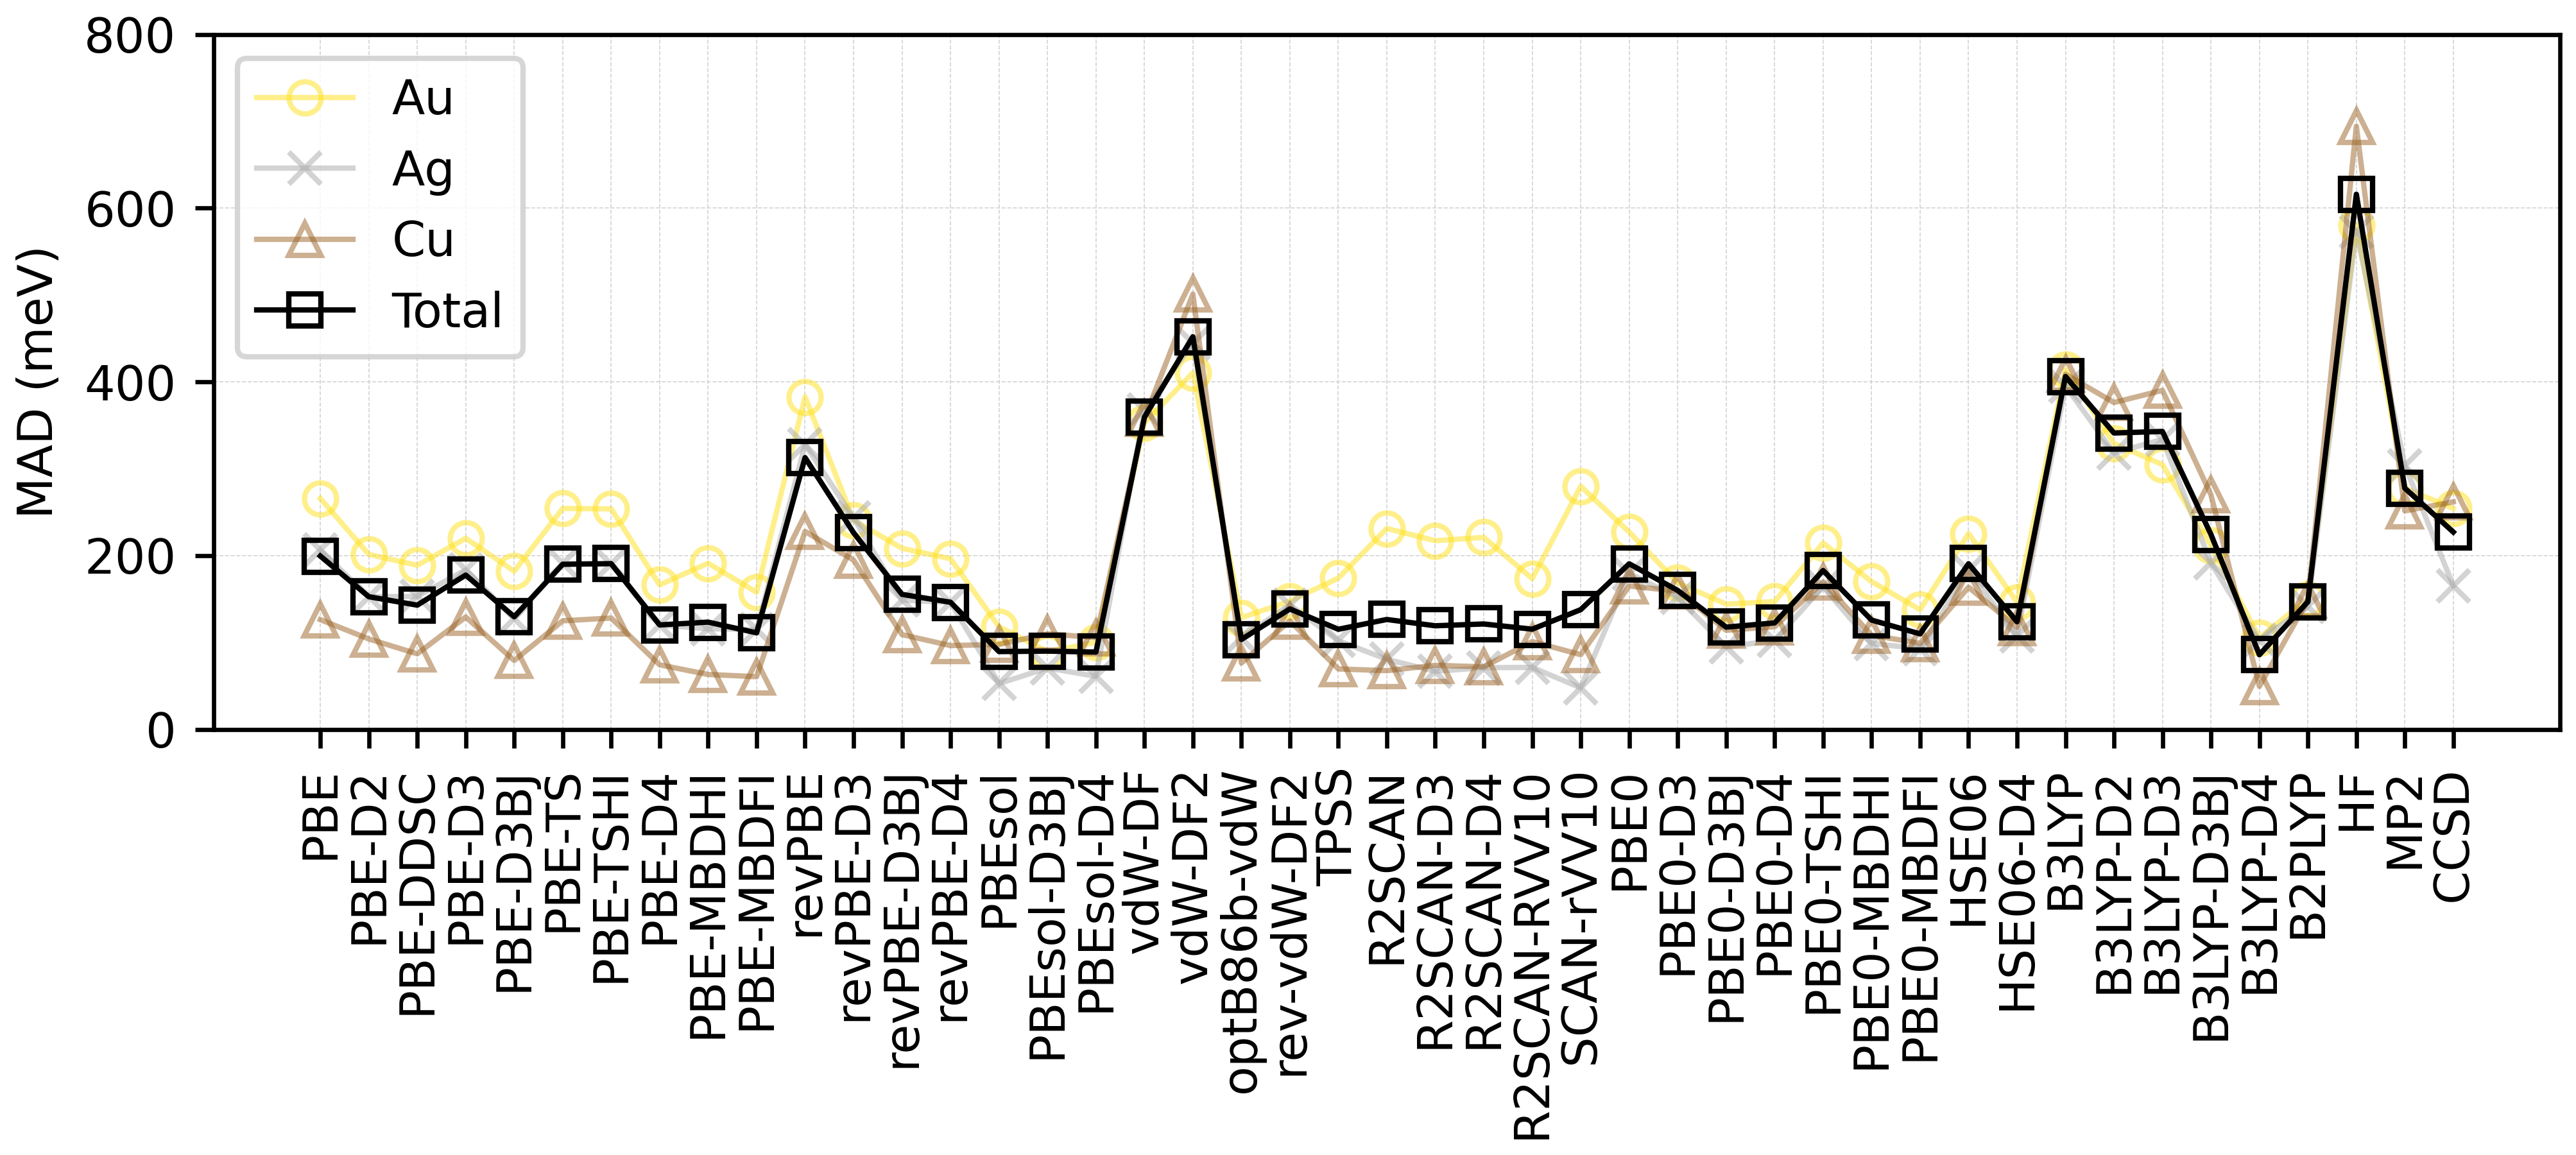 MAD (meV)
800
600
400
200
0
Au
Ag
Cu
Total
PBE
PBE-D2
PBE-DDSC
PBE-D3
PBE-D3BJ
PBE-TS
PBE-TSHI
PBE-D4
PBE-MBDHI
PBE-MBDFI
revPBE
revPBE-D3
revPBE-D3BJ
revPBE-D4
PBEsol
PBEsol-D3BJ
PBEsol-D4
vdW-DF
vdW-DF2
optB86b-vdW
rev-vdW-DF2
TPSS
R2SCAN
R2SCAN-D3
R2SCAN-D4
R2SCAN-RVV10
SCAN-rVV10
PBE0
PBE0-D3
PBE0-D3BJ
PBE0-D4
PBE0-TSHI
PBE0-MBDHI
PBE0-MBDFI
HSE06
HSE06-D4
B3LYP
B3LYP-D2
B3LYP-D3
B3LYP-D3BJ
B3LYP-D4
B2PLYP
HF
MP2
CCSD